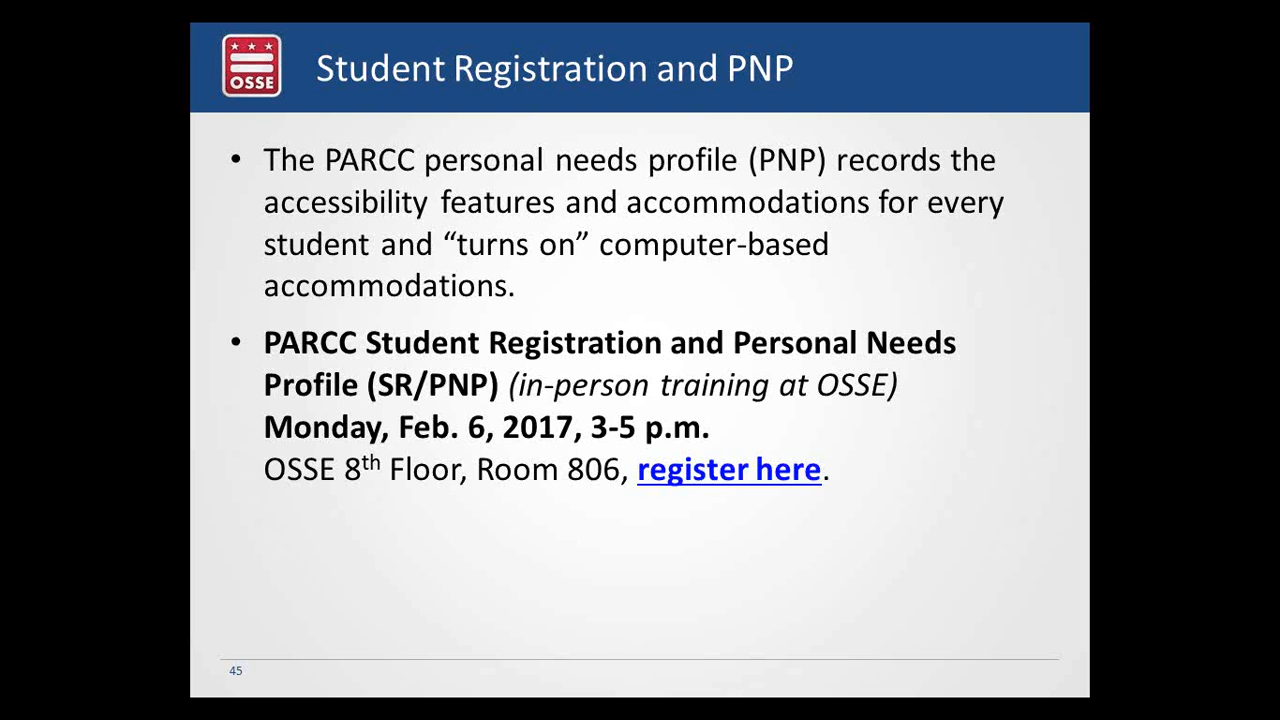 OSSE
Student Registration and PNP
• The PARCC personal needs profile (PNP) records the
accessibility features and accommodations for every
student and “turns on” computer-based
accommodations.
• PARCC Student Registration and Personal Needs
Profile (SR/PNP) (in-person training at OSSE)
Monday, Feb. 6, 2017, 3-5 p.m.
OSSE 8th Floor, Room 806, register here.
45